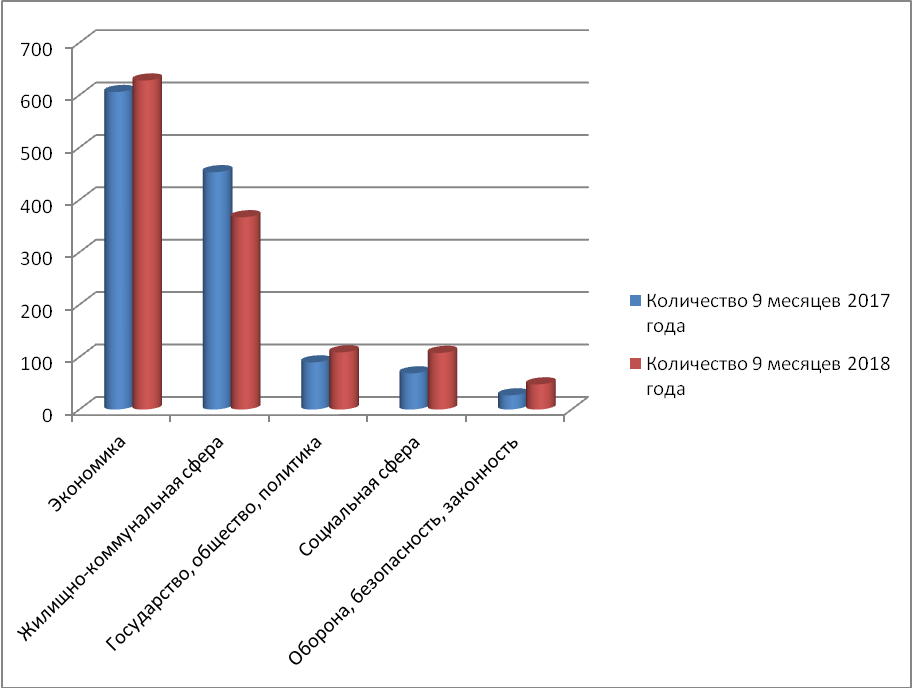 700
600
500
400
300
200
100
0
Экономика
Жилищно-коммунальная сфера
Государство, общество, политика
Социальная сфера
Оборона, безопасность, законность
Количество 9 месяцев 2017
года
Количество 9 месяцев 2018
года